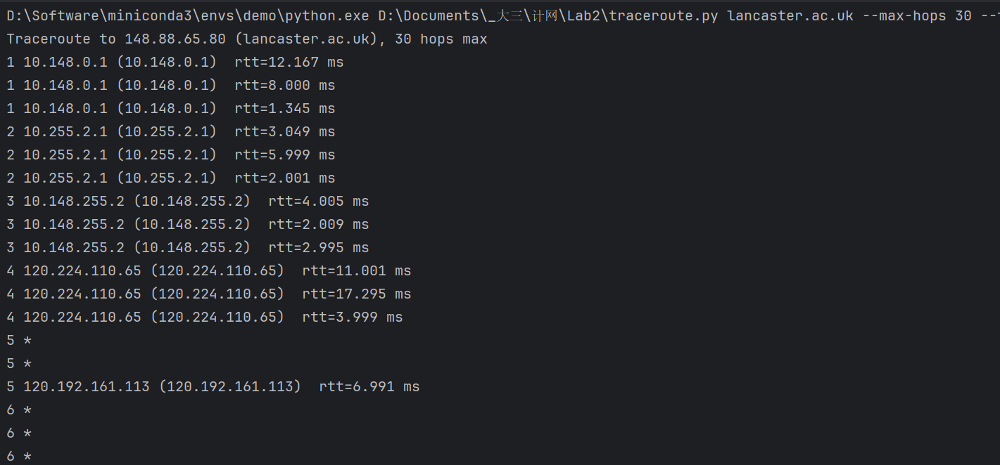 D:\Software\miniconda3\envs\demo\python.exe D:\Documents\_大三\计网\Lab2\traceroute.py lancaster.ac.uk --max-hops 30 --
Traceroute to 148.88.65.80 (lancaster.ac.uk), 30 hops max
1 10.148.0.1 (10.148.0.1)  rtt=12.167 ms
1 10.148.0.1 (10.148.0.1)  rtt=8.000 ms
1 10.148.0.1 (10.148.0.1)  rtt=1.345 ms
2 10.255.2.1 (10.255.2.1)  rtt=3.049 ms
2 10.255.2.1 (10.255.2.1)  rtt=5.999 ms
2 10.255.2.1 (10.255.2.1)  rtt=2.001 ms
3 10.148.255.2 (10.148.255.2)  rtt=4.005 ms
3 10.148.255.2 (10.148.255.2)  rtt=2.009 ms
3 10.148.255.2 (10.148.255.2)  rtt=2.995 ms
4 120.224.110.65 (120.224.110.65)  rtt=11.001 ms
4 120.224.110.65 (120.224.110.65)  rtt=17.295 ms
4 120.224.110.65 (120.224.110.65)  rtt=3.999 ms
5 *
5 *
5 120.192.161.113 (120.192.161.113)  rtt=6.991 ms
6 *
6 *
6 *